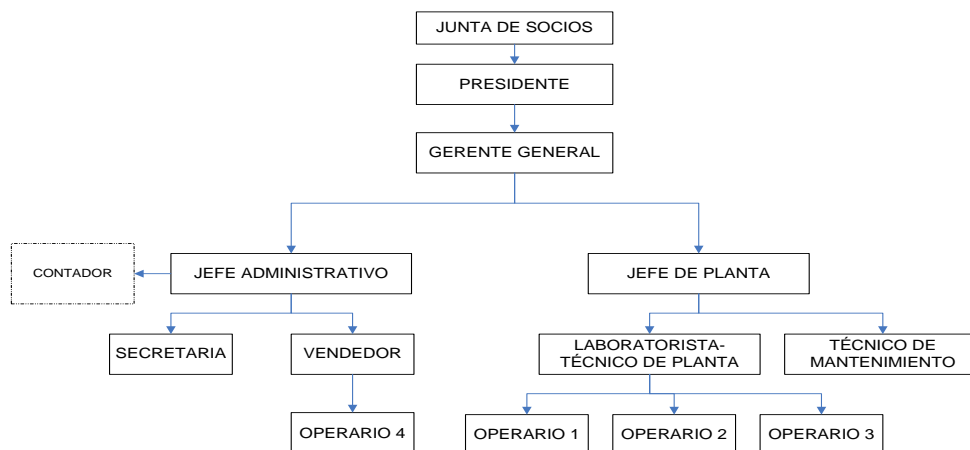 JUNTA DE SOCIOS
PRESIDENTE
GERENTE GENERAL
CONTADOR
JEFE ADMINISTRATIVO
JEFE DE PLANTA
SECRETARIA
VENDEDOR
LABORATORISTA-
TÉCNICO DE PLANTA
TÉCNICO DE
MANTENIMIENTO
OPERARIO 4
OPERARIO 1
OPERARIO 2
OPERARIO 3